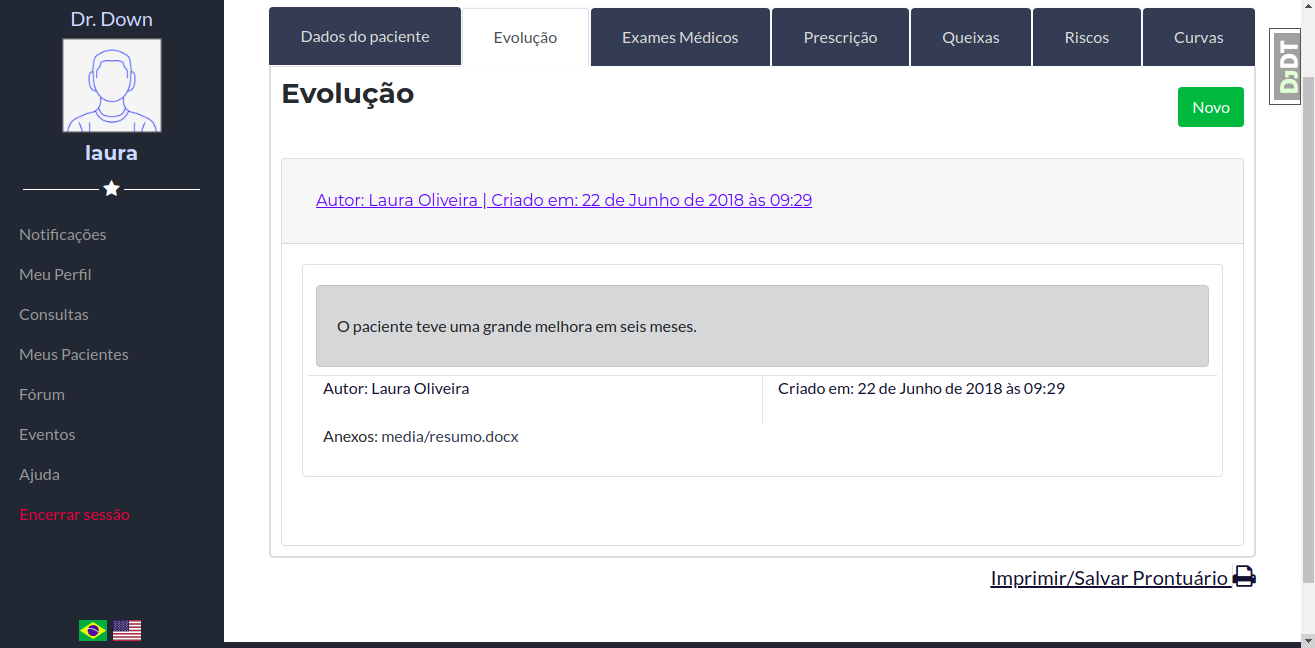 Dr. Down
laura
Notificações
Meu Perfil
Consultas
Meus Pacientes
Fórum
Eventos
Ajuda
Encerrar sessão
Dados do paciente
Evolução
Exames Médicos
Prescrição
Queixas
Riscos
Curvas
Evolução
Novo
Autor: Laura Oliveira | Criado em: 22 de Junho de 2018 às 09:29
O paciente teve uma grande melhora em seis meses.
Autor: Laura Oliveira
Criado em: 22 de Junho de 2018 às 09:29
Anexos: media/resumo.docx
Imprimir/Salvar Prontuário
DJDT